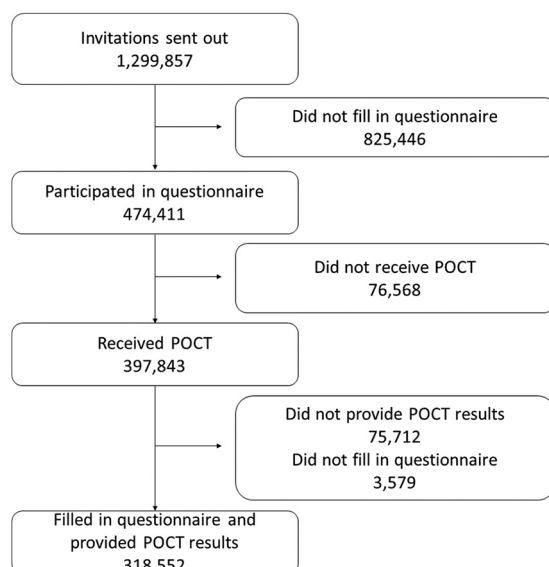 Invitations sent out
1,299,857
Did not fill in questionnaire
825,446
Participated in questionnaire
474,411
Did not receive POCT
76,568
Received POCT
397,843
Did not provide POCT results
75,712
Did not fill in questionnaire
3,579
Filled in questionnaire and
provided POCT results
318,552